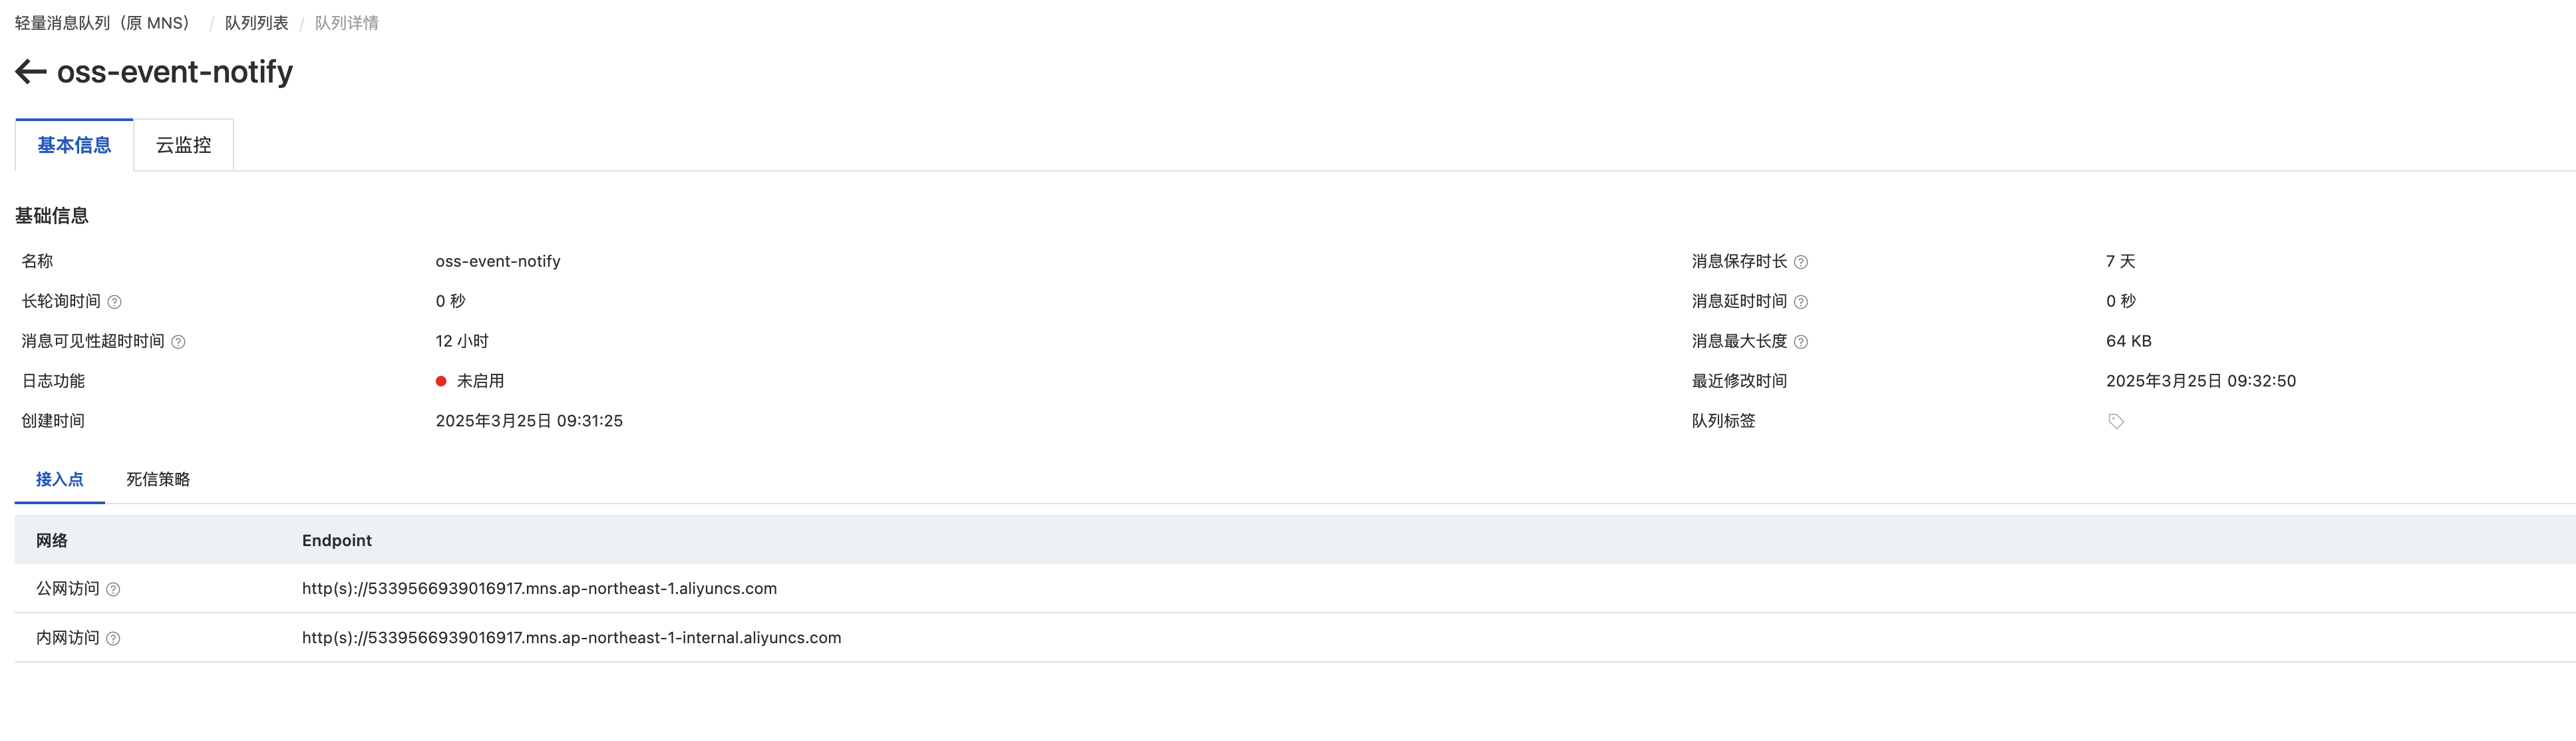 轻量消息队列（原 MNS） / 队列列表 / 队列详情
oss-event-notify
基本信息 云监控
基础信息
名称 oss-event-notify 消息保存时长 7 天
长轮询时间 0 秒 消息延时时间 0 秒
消息可见性超时时间 12 小时 消息最大长度 64 KB
日志功能 未启用 最近修改时间 2025年3月25日 09:32:50
创建时间 2025年3月25日 09:31:25 队列标签
接入点 死信策略
网络 Endpoint
公网访问 http(s)://5339566939016917.mns.ap-northeast-1.aliyuncs.com
内网访问 http(s)://5339566939016917.mns.ap-northeast-1-internal.aliyuncs.com